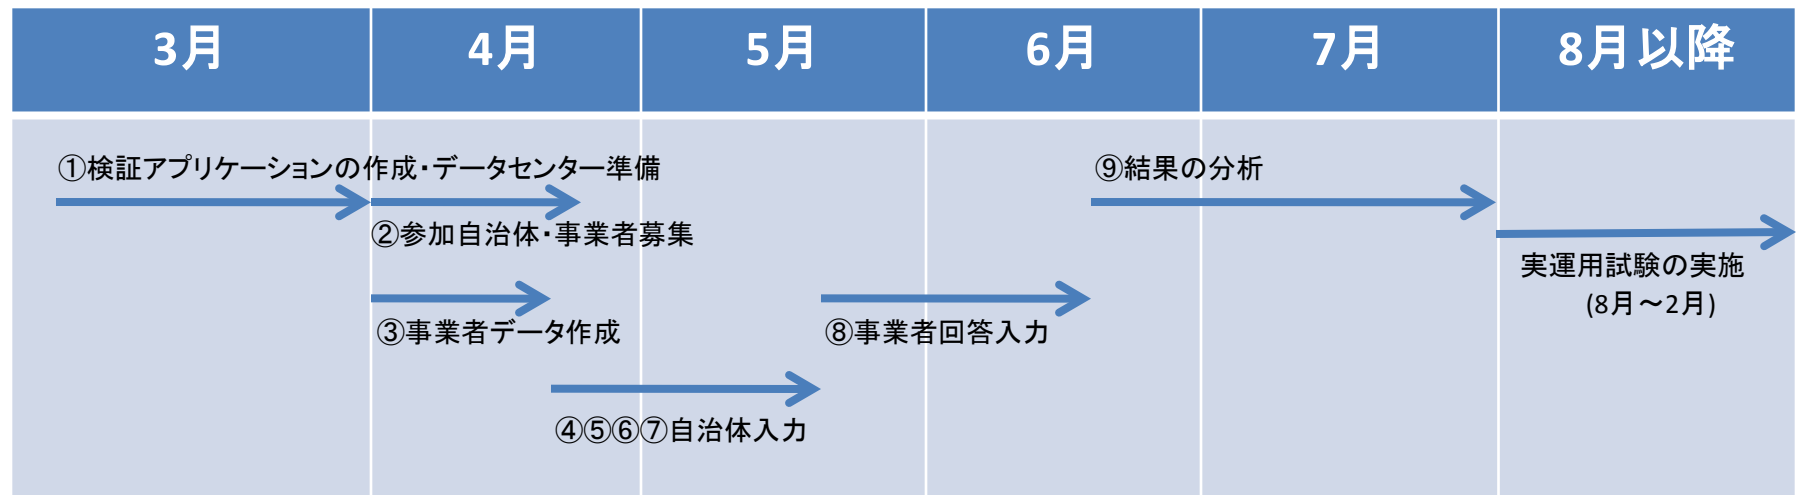 3月
4月
5月
6月
7月
8月以降
①検証アプリケーションの作成・データセンター準備
②参加自治体・事業者募集
③事業者データ作成
④⑤⑥⑦自治体入力
⑧事業者回答入力
⑨結果の分析
実運用試験の実施
(8月～2月)